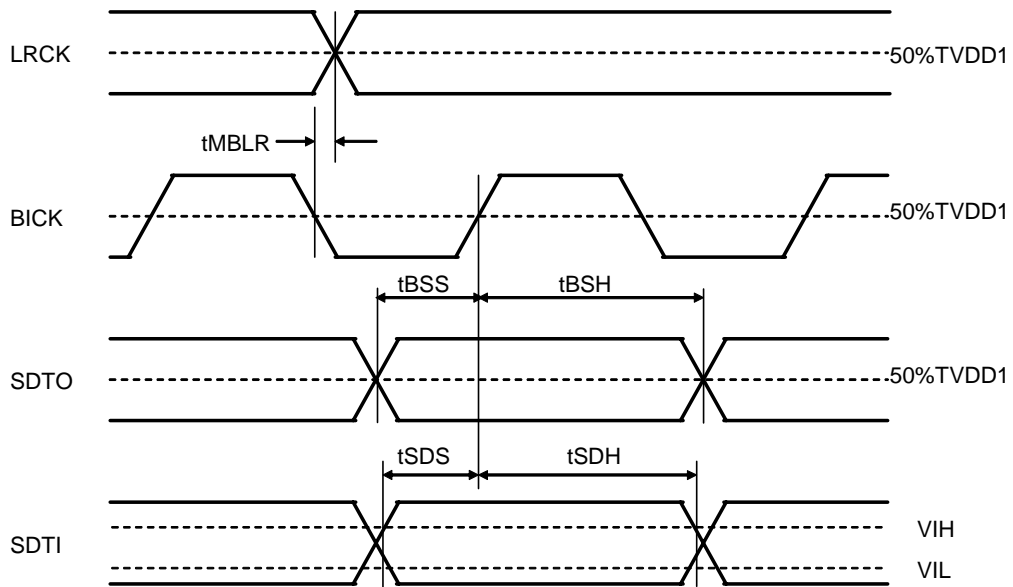 LRCK
50%TVDD1
tMBLR
BICK
50%TVDD1
tBSS
tBSH
SDTO
50%TVDD1
tSDS
tSDH
VIH
SDTI
VIL